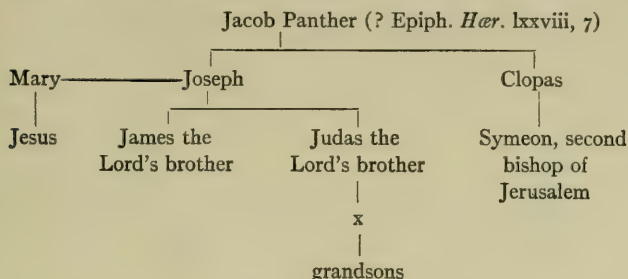 Jacob Panther (? Epiph. Hær. lxxviii, 7)
Mary Joseph Clopas
Jesus James the Judas the Symeon, second
Lord's brother Lord's brother bishop of
Jerusalem
x
grandsons